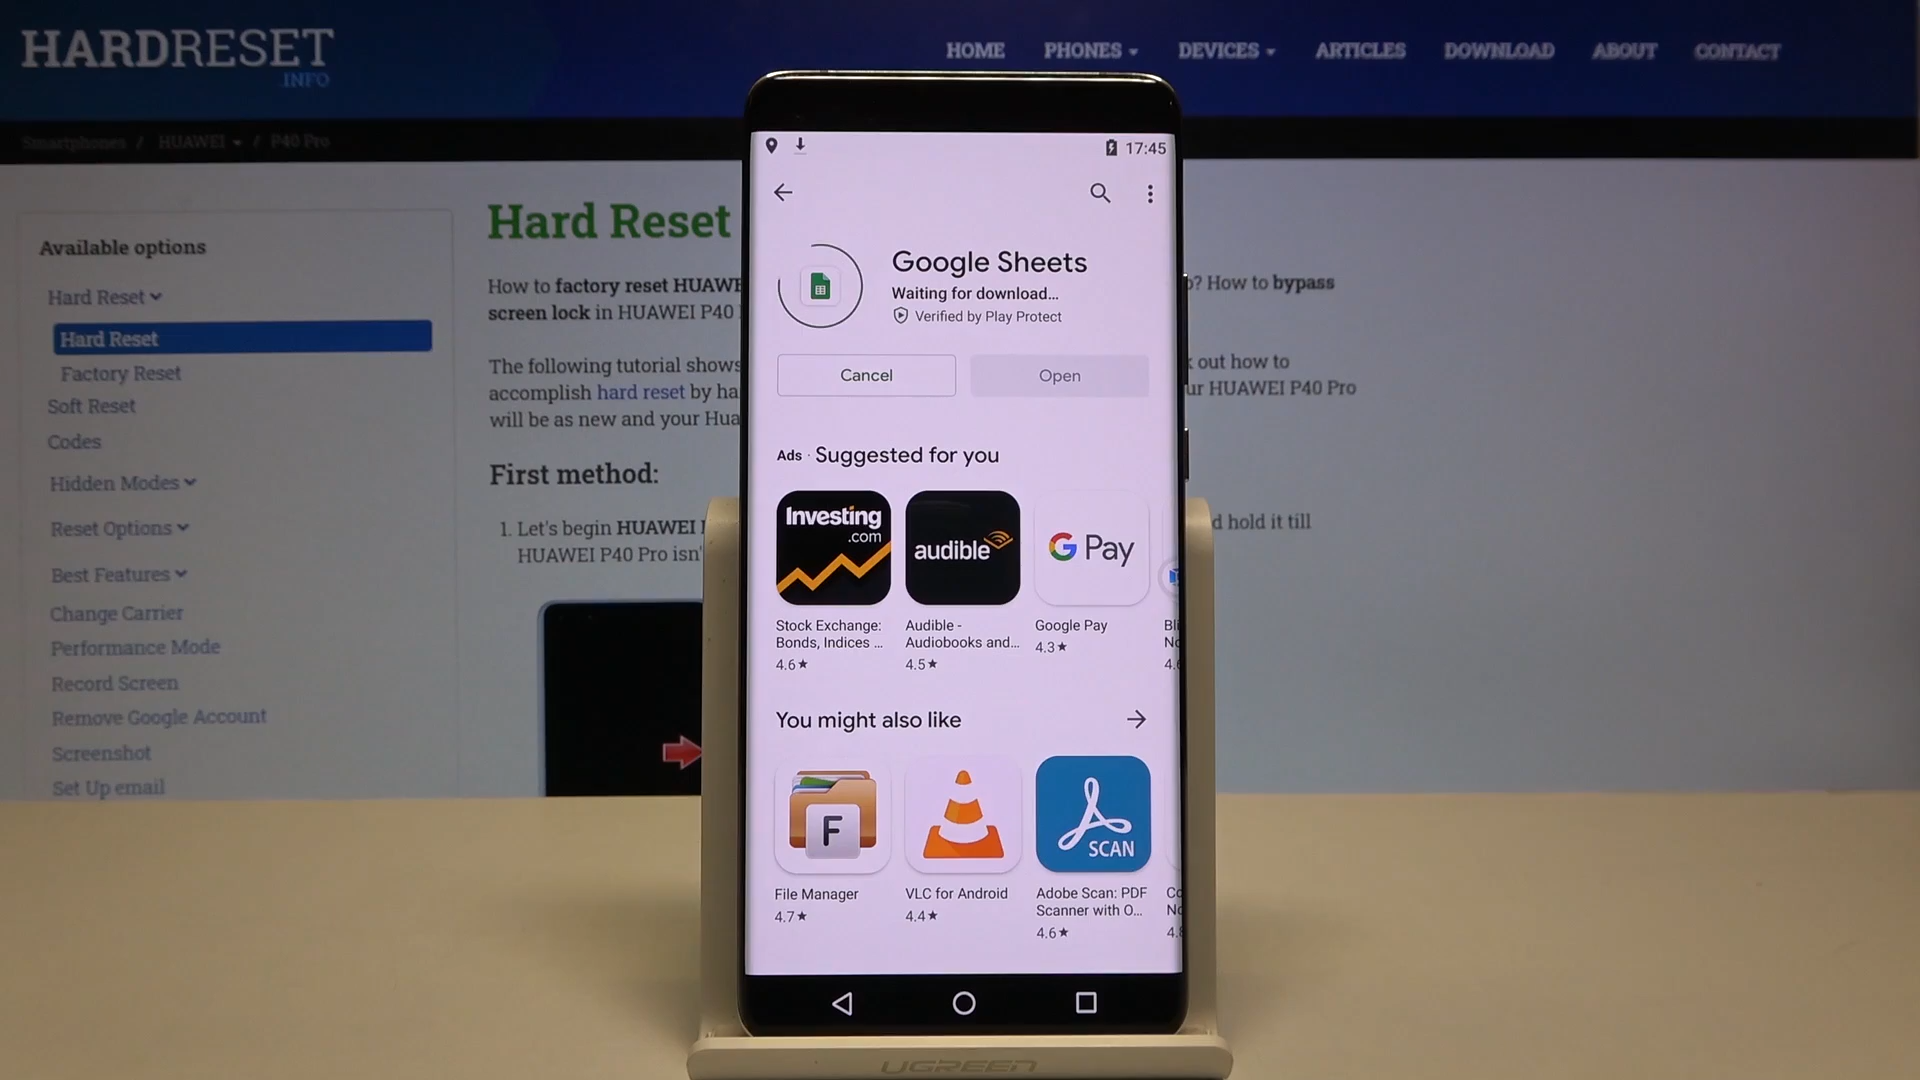 HARDRESET
.INFO
HOME PHONES DEVICES ARTICLES DOWNLOAD ABOUT CONTACT
Smartphones / HUAWEI / P40 Pro
Available options
Hard Reset
Hard Reset
Factory Reset
Soft Reset
Codes
Hidden Modes
Reset Options
Best Features
Change Carrier
Performance Mode
Record Screen
Remove Google Account
Screenshot
Set Up email
Hard Reset
How to factory reset HUAWE
? How to bypass
screen lock in HUAWEI P40
The following tutorial shows
out how to
accomplish hard reset by ha
ur HUAWEI P40 Pro
will be as new and your Hua
First method:
1. Let's begin HUAWEI
d hold it till
HUAWEI P40 Pro isn'
17:45
Google Sheets
Waiting for download...
Verified by Play Protect
Cancel Open
Ads · Suggested for you
Investing
.com
audible
G Pay
Stock Exchange:
Bonds, Indices ...
4.6★
Audible -
Audiobooks and...
4.5★
Google Pay
4.3★
Bl
No
4.
You might also like
F
SCAN
File Manager
4.7★
VLC for Android
4.4★
Adobe Scan: PDF
Scanner with O...
4.6★
Co
No
4.
UGREEN